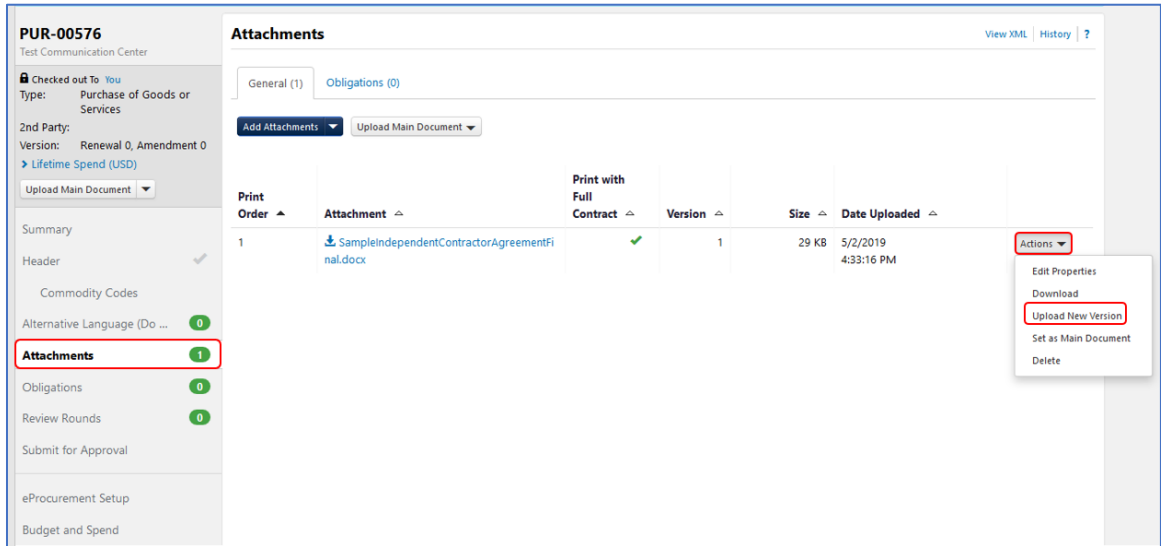 PUR-00576
Test Communication Center
Checked out To You
Type: Purchase of Goods or
Services
2nd Party:
Version: Renewal 0, Amendment 0
Lifetime Spend (USD)
Upload Main Document
Summary
Header
Commodity Codes
Alternative Language (Do ... 0
Attachments 1
Obligations 0
Review Rounds 0
Submit for Approval
eProcurement Setup
Budget and Spend
Attachments
View XML History ?
General (1) Obligations (0)
Add Attachments Upload Main Document
Print
Order
Attachment
Print with
Full
Contract
Version
Size
Date Uploaded
1
SampleIndependentContractorAgreementFi
nal.docx
1
29 KB
5/2/2019
4:33:16 PM
Actions
Edit Properties
Download
Upload New Version
Set as Main Document
Delete